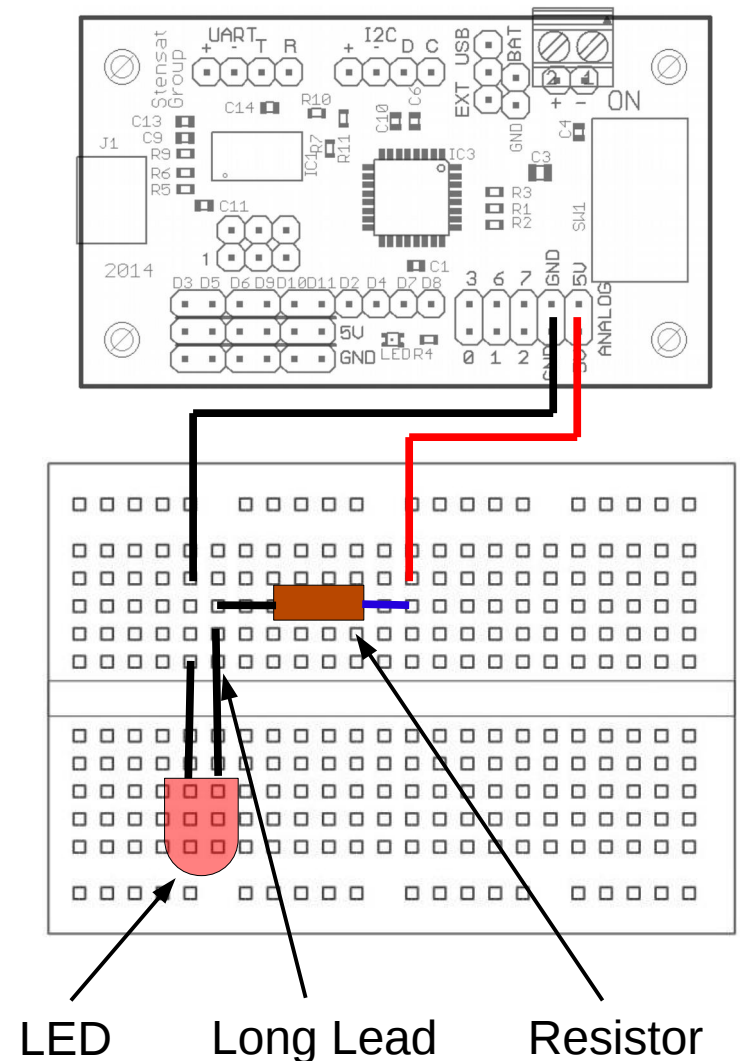 UART
I2C
+ - T R
+ - D C
USB
BAT
EXT
GND
2 1
+ -
ON
Stensat
Group
C14
R10
C10
C6
C13
C9
R9
R6
R5
J1
IC1
R7
R11
IC3
C4
C3
R3
R1
R2
SW1
C11
1
C1
2014
D3 D5 D6 D9 D10 D11 D2 D4 D7 D8
3 6 7 GND 5V
5V
GND
LED R4
0 1 2 GND 5V
ANALOG
LED
Long Lead
Resistor